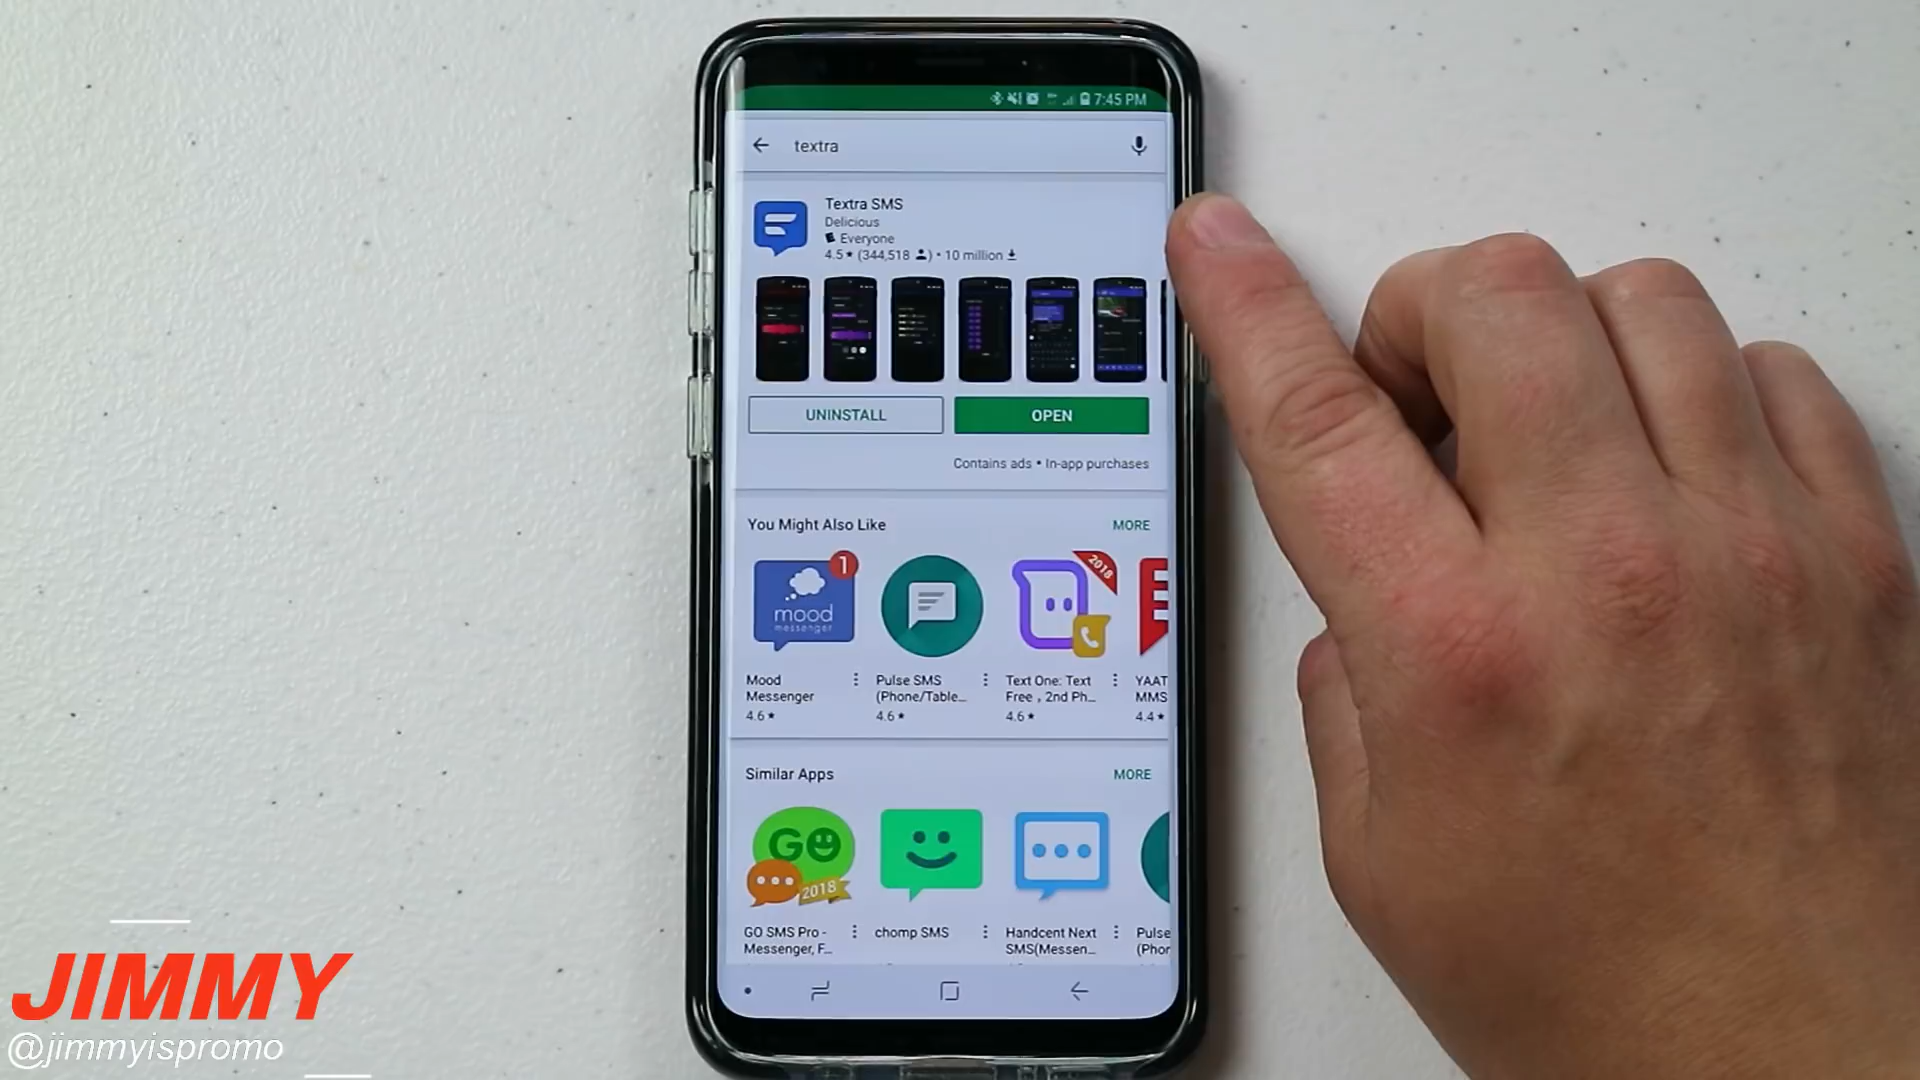 7:45 PM
textra
Textra SMS
Delicious
Everyone
4.5★ (344,518 ) • 10 million
UNINSTALL
OPEN
Contains ads • In-app purchases
You Might Also Like
MORE
1
mood
messenger
2018
Mood
Messenger
4.6★
Pulse SMS
(Phone/Table...
4.6★
Text One: Text
Free , 2nd Ph...
4.6★
YAAT
MMS
4.4★
Similar Apps
MORE
GO
2018
GO SMS Pro -
Messenger, F...
chomp SMS
Handcent Next
SMS(Messen...
Pulse
(Phor
JIMMY
@jimmyispromo